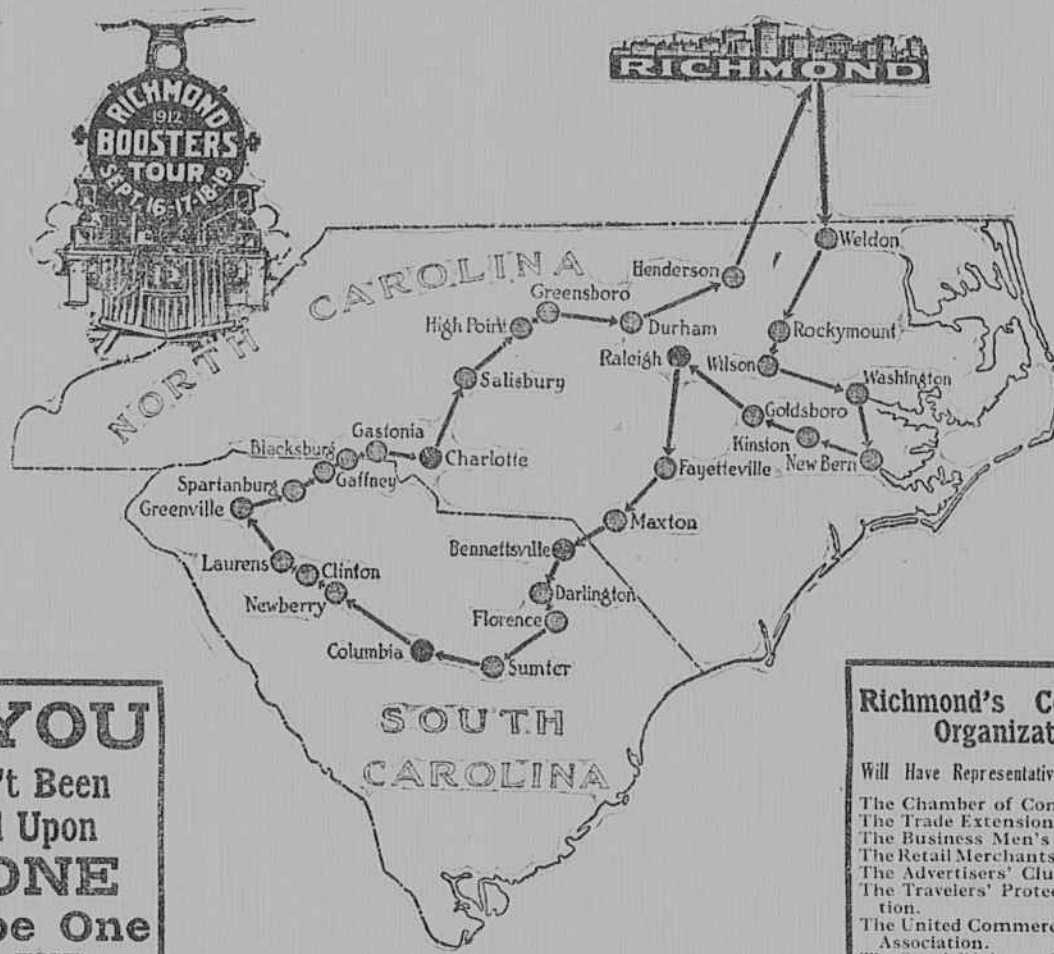 RICHMOND
1912
BOOSTERS
TOUR
SEPT. 16-17-18-19
RICHMOND
NORTH
CAROLINA
Weldon
Henderson
Greensboro
High Point
Durham
Rockymount
Raleigh
Wilson
Washington
Salisbury
Goldsboro
Kinston
New Bern
Gastonia
Blacksburg
Charlotte
Gaffney
Fayetteville
Spartanburg
Greenville
Maxton
Bennettsville
Laurens
Clinton
Darlington
Newberry
Florence
Columbia
Sumter
SOUTH
CAROLINA
YOU
't Been
Upon
ONE
be One
Richmond's
Organizat
Will Have Representativ
The Chamber of Con
The Trade Extension
The Business Men's
The Retail Merchants
The Advertisers' Clu
The Travelers' Protec
tion.
The United Commerc
Association.